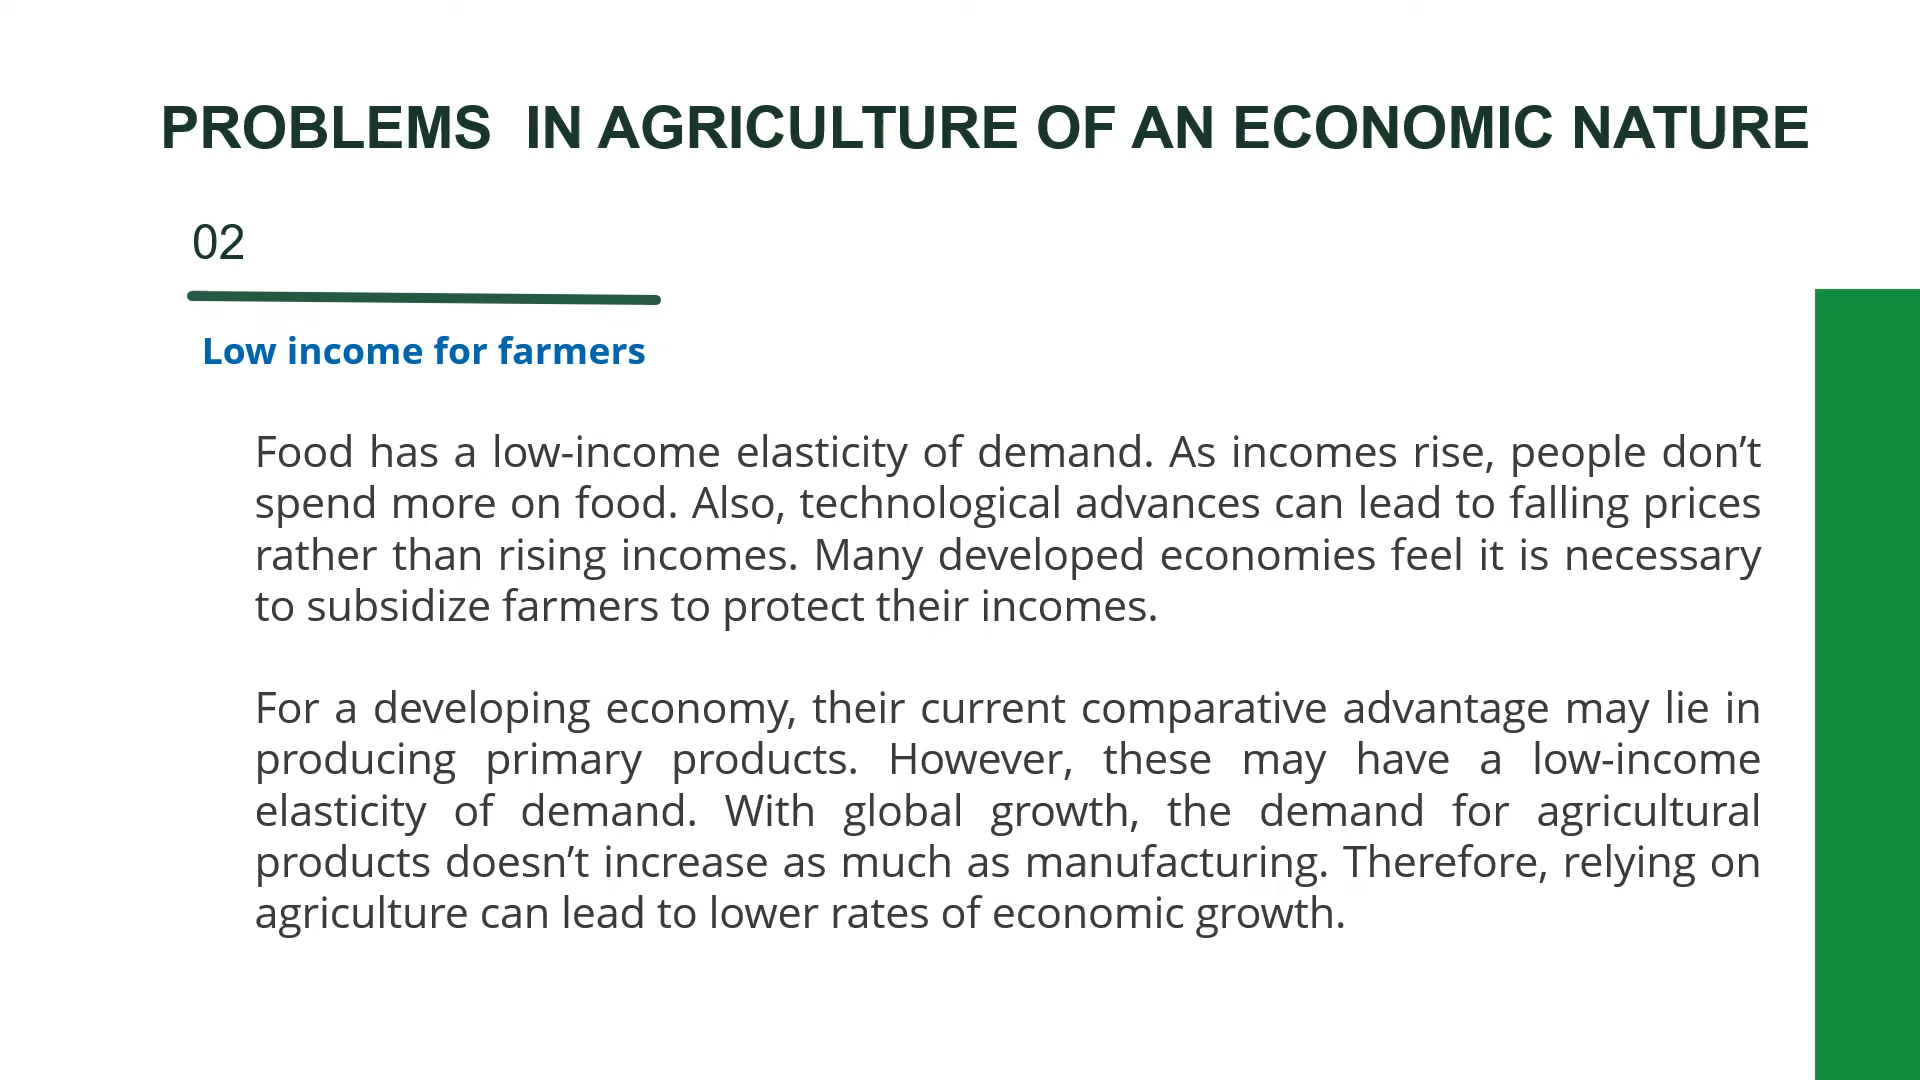 PROBLEMS  IN AGRICULTURE OF AN ECONOMIC NATURE
02
Low income for farmers
Food has a low-income elasticity of demand. As incomes rise, people don’t
spend more on food. Also, technological advances can lead to falling prices
rather than rising incomes. Many developed economies feel it is necessary
to subsidize farmers to protect their incomes.
For a developing economy, their current comparative advantage may lie in
producing primary products. However, these may have a low-income
elasticity of demand. With global growth, the demand for agricultural
products doesn’t increase as much as manufacturing. Therefore, relying on
agriculture can lead to lower rates of economic growth.